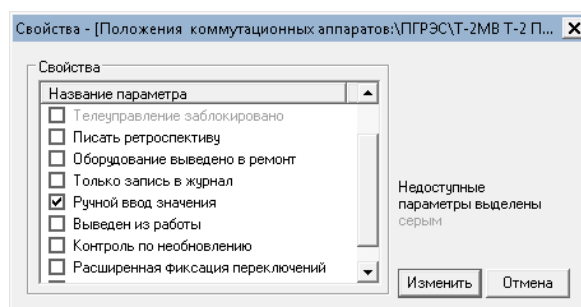 Свойства - [Положения  коммутационных аппаратов:\ПГРЭС\Т-2МВ Т-2 П...
Свойства
Название параметра
Телеуправление заблокировано
Писать ретроспективу
Оборудование выведено в ремонт
Только запись в журнал
Ручной ввод значения
Выведен из работы
Контроль по необновлению
Расширенная фиксация переключений
Недоступные
параметры выделены
серым
Изменить
Отмена